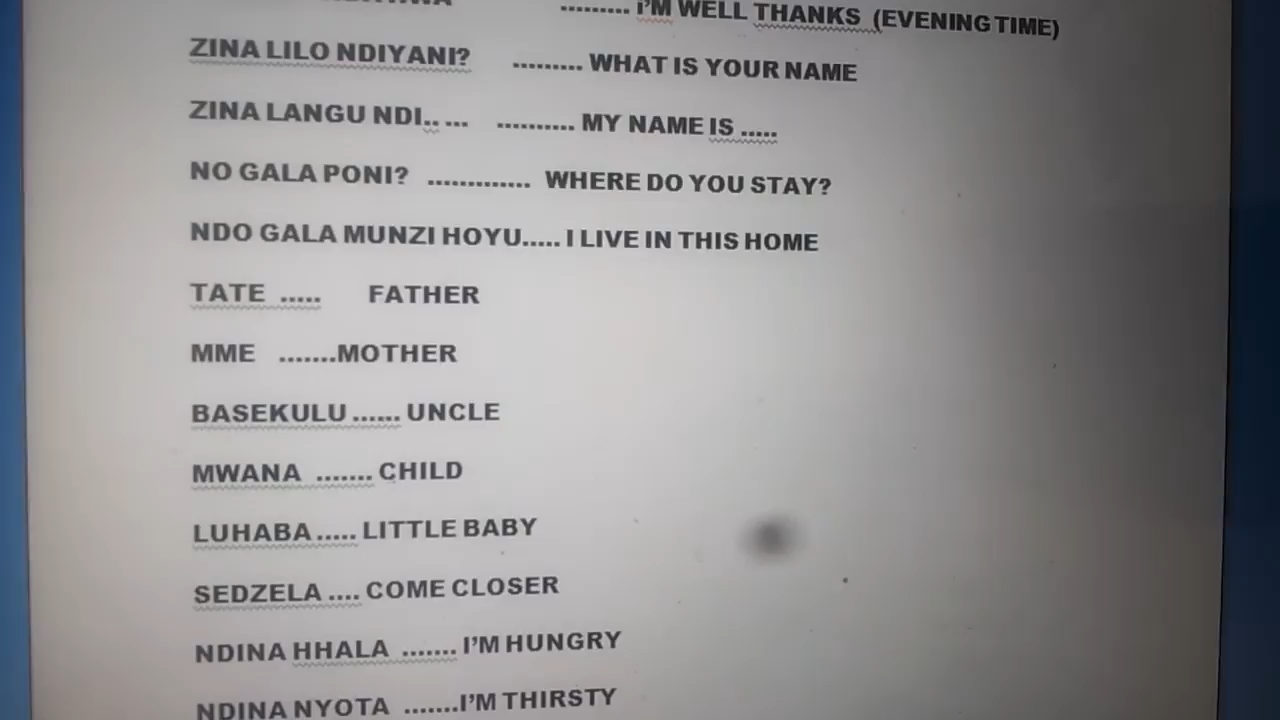 ......... I'M WELL THANKS (EVENING TIME)
ZINA LILO NDIYANI? ......... WHAT IS YOUR NAME
ZINA LANGU NDI.. ... .......... MY NAME IS .....
NO GALA PONI? ............. WHERE DO YOU STAY?
NDO GALA MUNZI HOYU..... I LIVE IN THIS HOME
TATE ..... FATHER
MME .......MOTHER
BASEKULU ...... UNCLE
MWANA ....... CHILD
LUHABA ..... LITTLE BABY
SEDZELA .... COME CLOSER
NDINA HHALA ....... I'M HUNGRY
NDINA NYOTA .......I'M THIRSTY